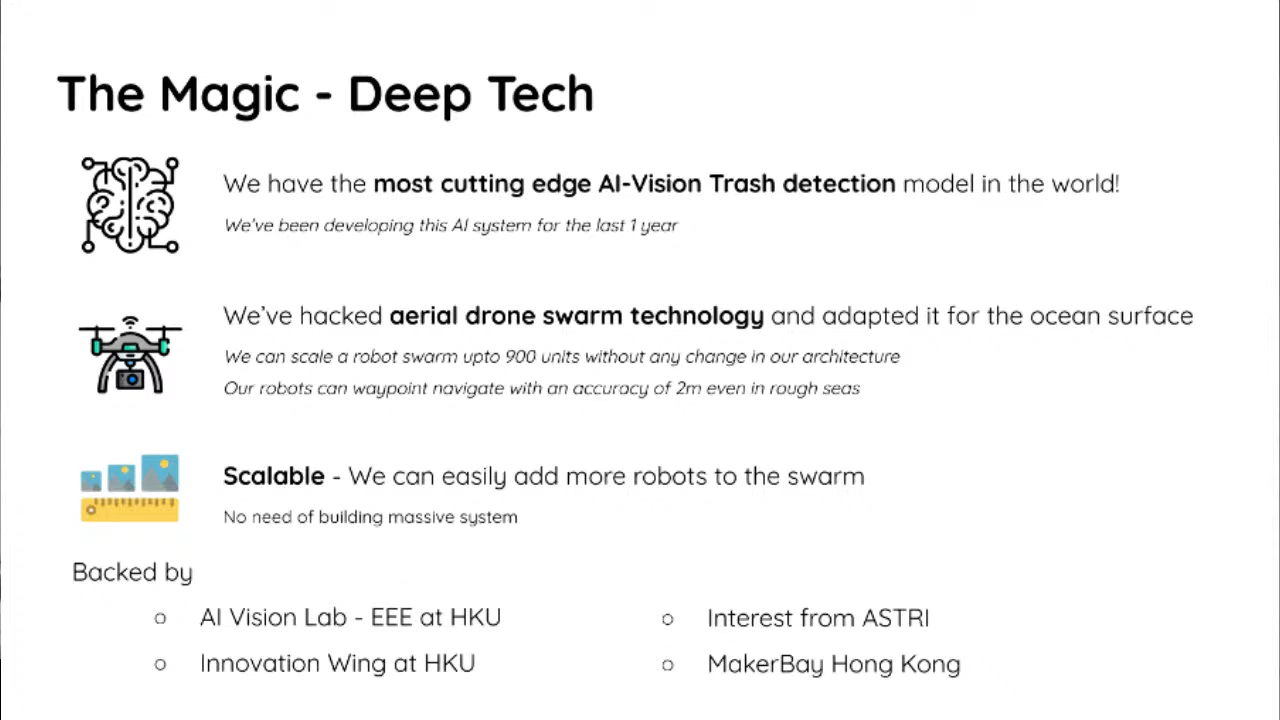 The Magic - Deep Tech
We have the most cutting edge AI-Vision Trash detection model in the world!
We've been developing this AI system for the last 1 year
We've hacked aerial drone swarm technology and adapted it for the ocean surface
We can scale a robot swarm upto 900 units without any change in our architecture
Our robots can waypoint navigate with an accuracy of 2m even in rough seas
Scalable - We can easily add more robots to the swarm
No need of building massive system
Backed by
○ AI Vision Lab - EEE at HKU
○ Innovation Wing at HKU
○ Interest from ASTRI
○ MakerBay Hong Kong